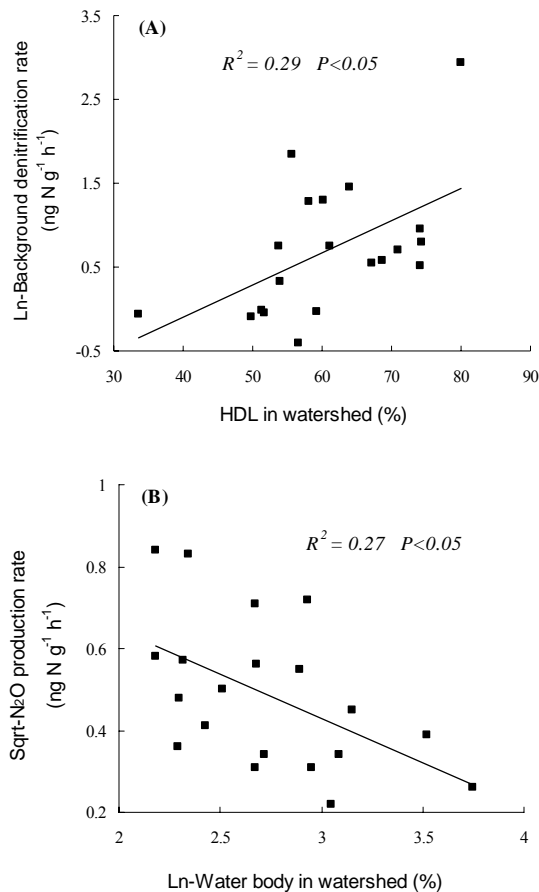 (A)
R² = 0.29 P<0.05
Ln-Background denitrification rate
(ng N g⁻¹ h⁻¹)
3.5
2.5
1.5
0.5
-0.5
30 40 50 60 70 80 90
HDL in watershed (%)
(B)
R² = 0.27 P<0.05
Sqrt-N₂O production rate
(ng N g⁻¹ h⁻¹)
1
0.8
0.6
0.4
0.2
2 2.5 3 3.5 4
Ln-Water body in watershed (%)